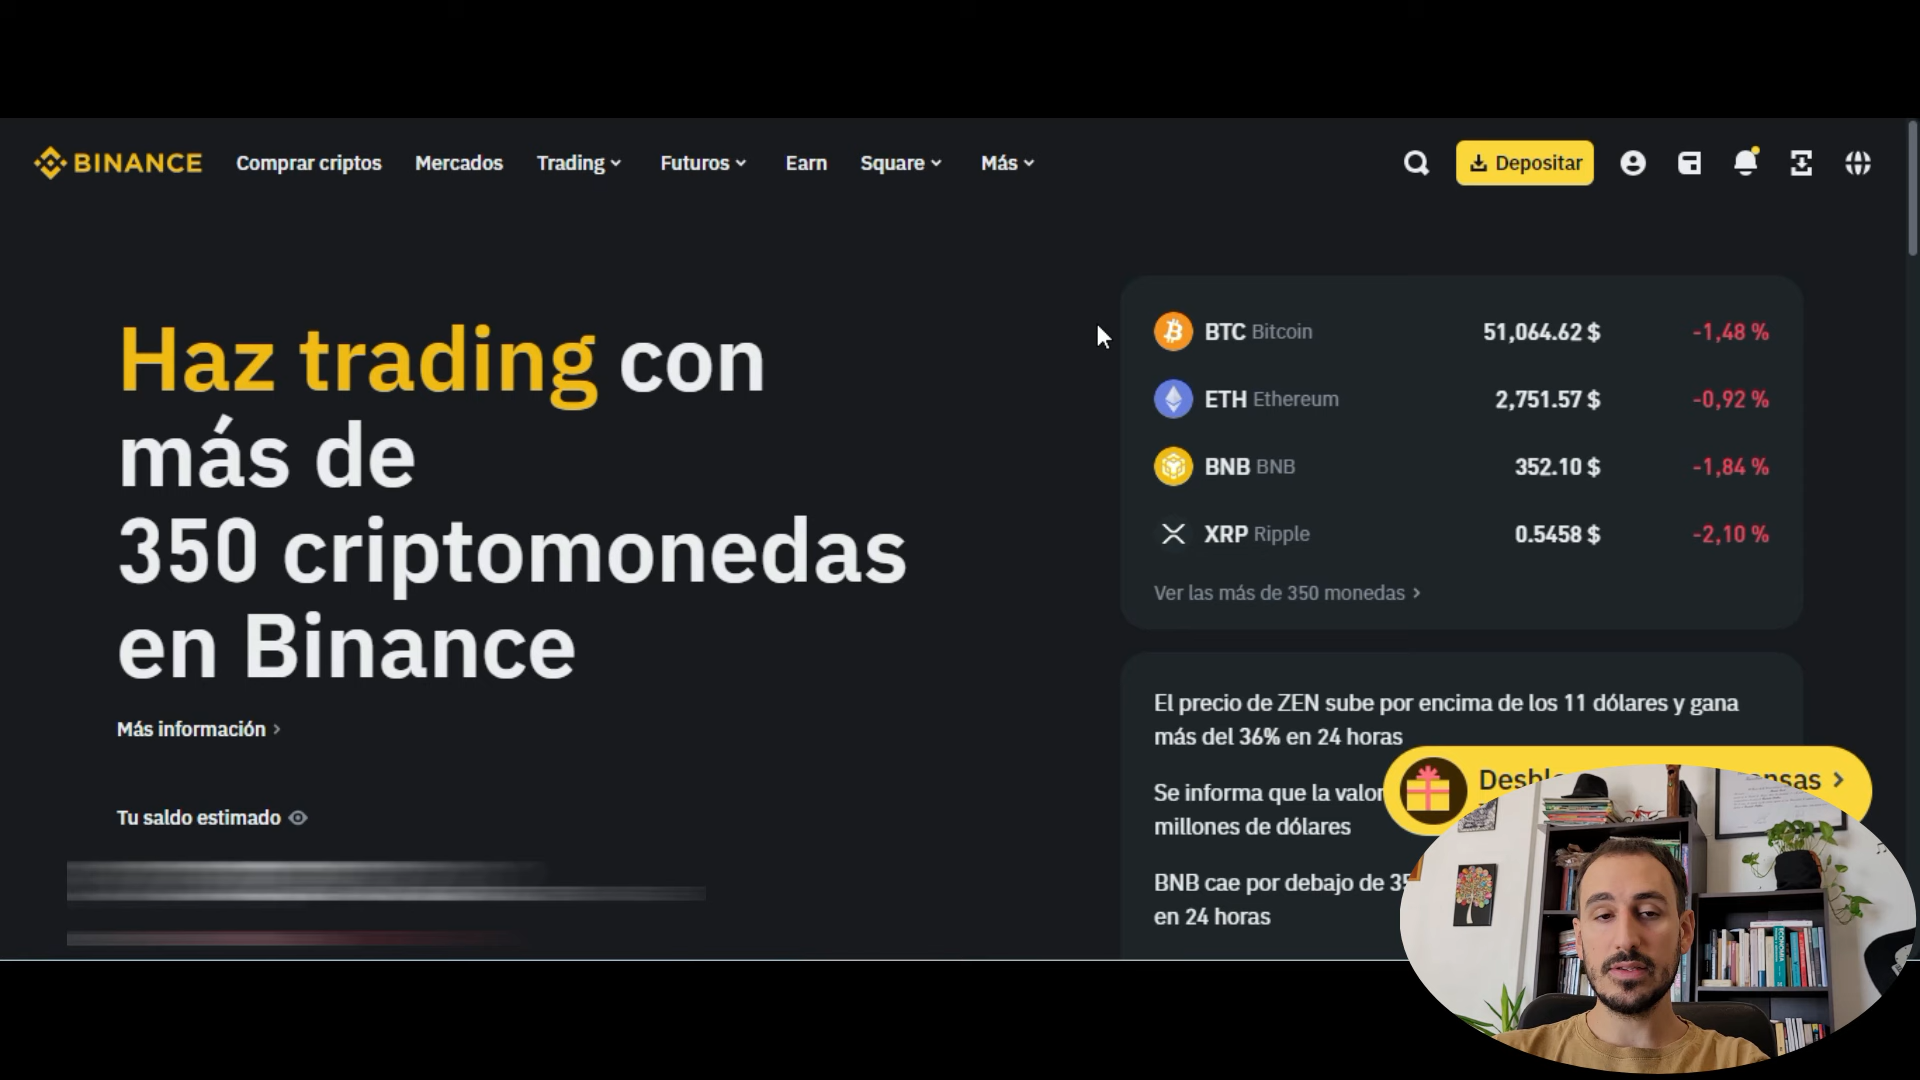 BINANCE
Comprar criptos
Mercados
Trading
Futuros
Earn
Square
Más
Depositar
Haz trading con
más de
350 criptomonedas
en Binance
Más información
Tu saldo estimado
BTC Bitcoin 51,064.62 $ -1,48 %
ETH Ethereum 2,751.57 $ -0,92 %
BNB BNB 352.10 $ -1,84 %
XRP Ripple 0.5458 $ -2,10 %
Ver las más de 350 monedas
El precio de ZEN sube por encima de los 11 dólares y gana
más del 36% en 24 horas
Se informa que la valor
millones de dólares
BNB cae por debajo de 35
en 24 horas
ECONOMIA